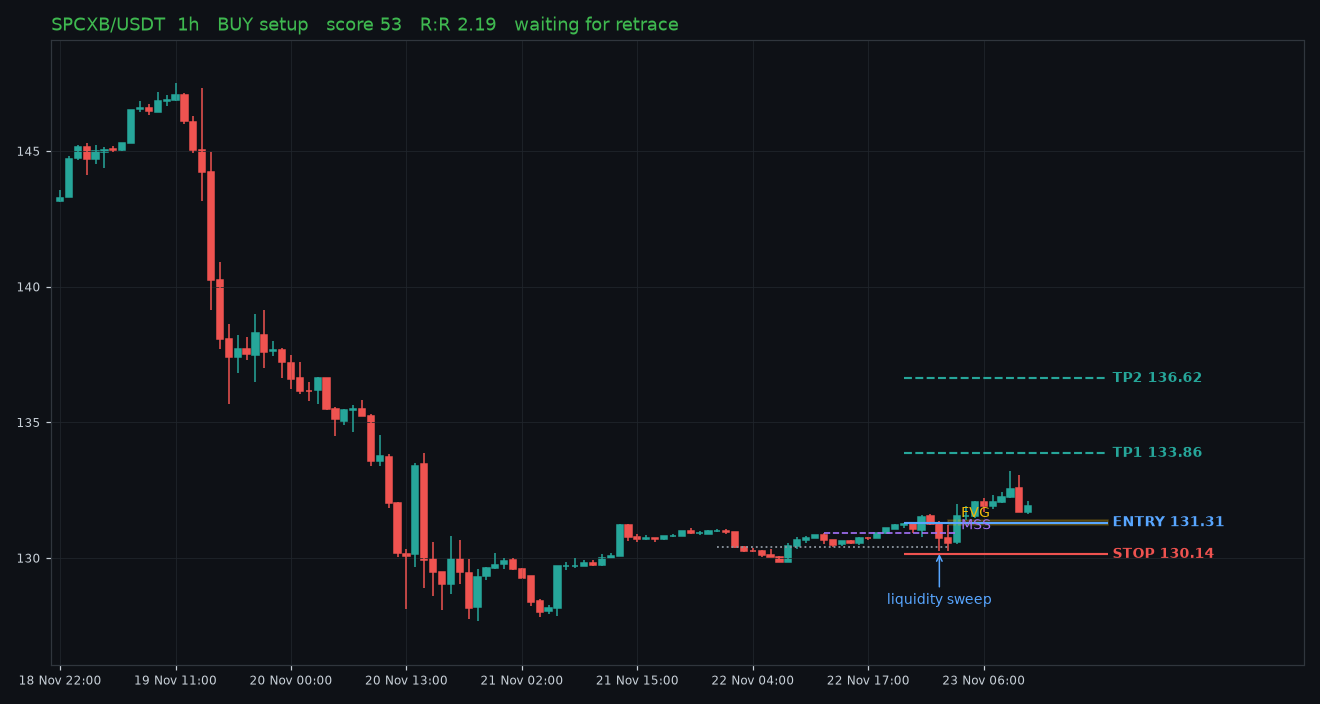 SPCXB/USDT 1h BUY setup score 53 R:R 2.19 waiting for retrace
145
140
TP2 136.62
135
TP1 133.86
FVG
ENTRY 131.31
MSS
130
STOP 130.14
liquidity sweep
18 Nov 22:00 19 Nov 11:00 20 Nov 00:00 20 Nov 13:00 21 Nov 02:00 21 Nov 15:00 22 Nov 04:00 22 Nov 17:00 23 Nov 06:00